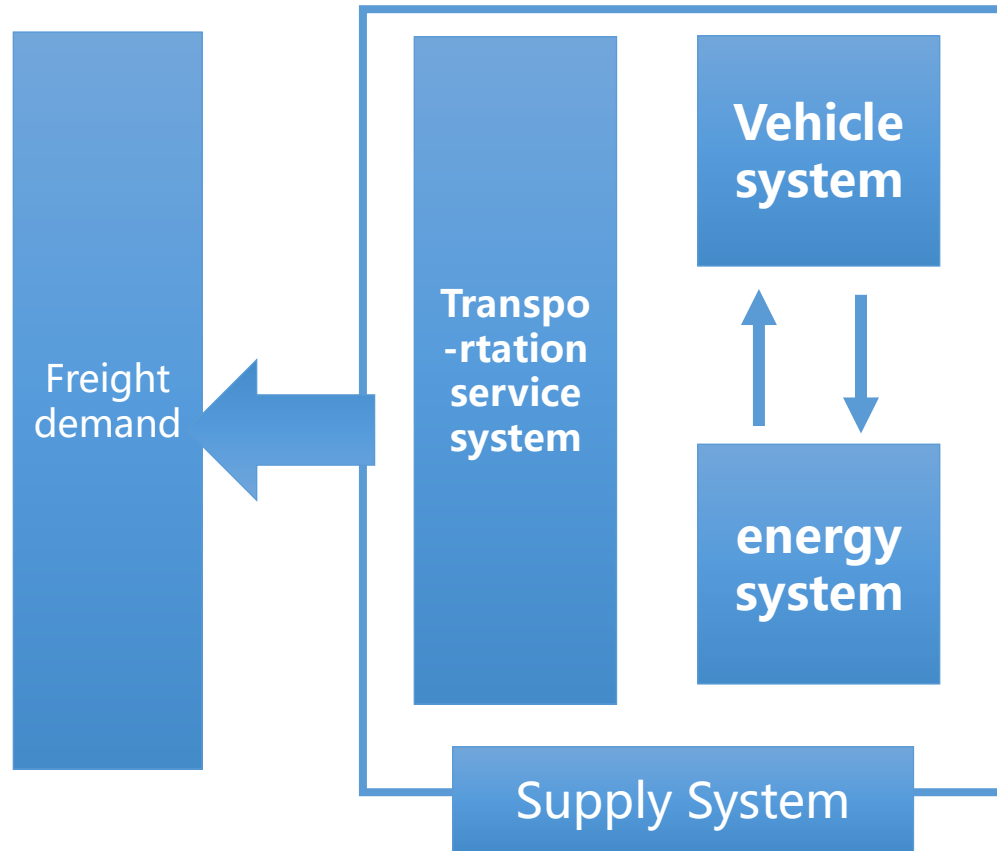 Freight
demand
Transpo
-rtation
service
system
Vehicle
system
energy
system
Supply System